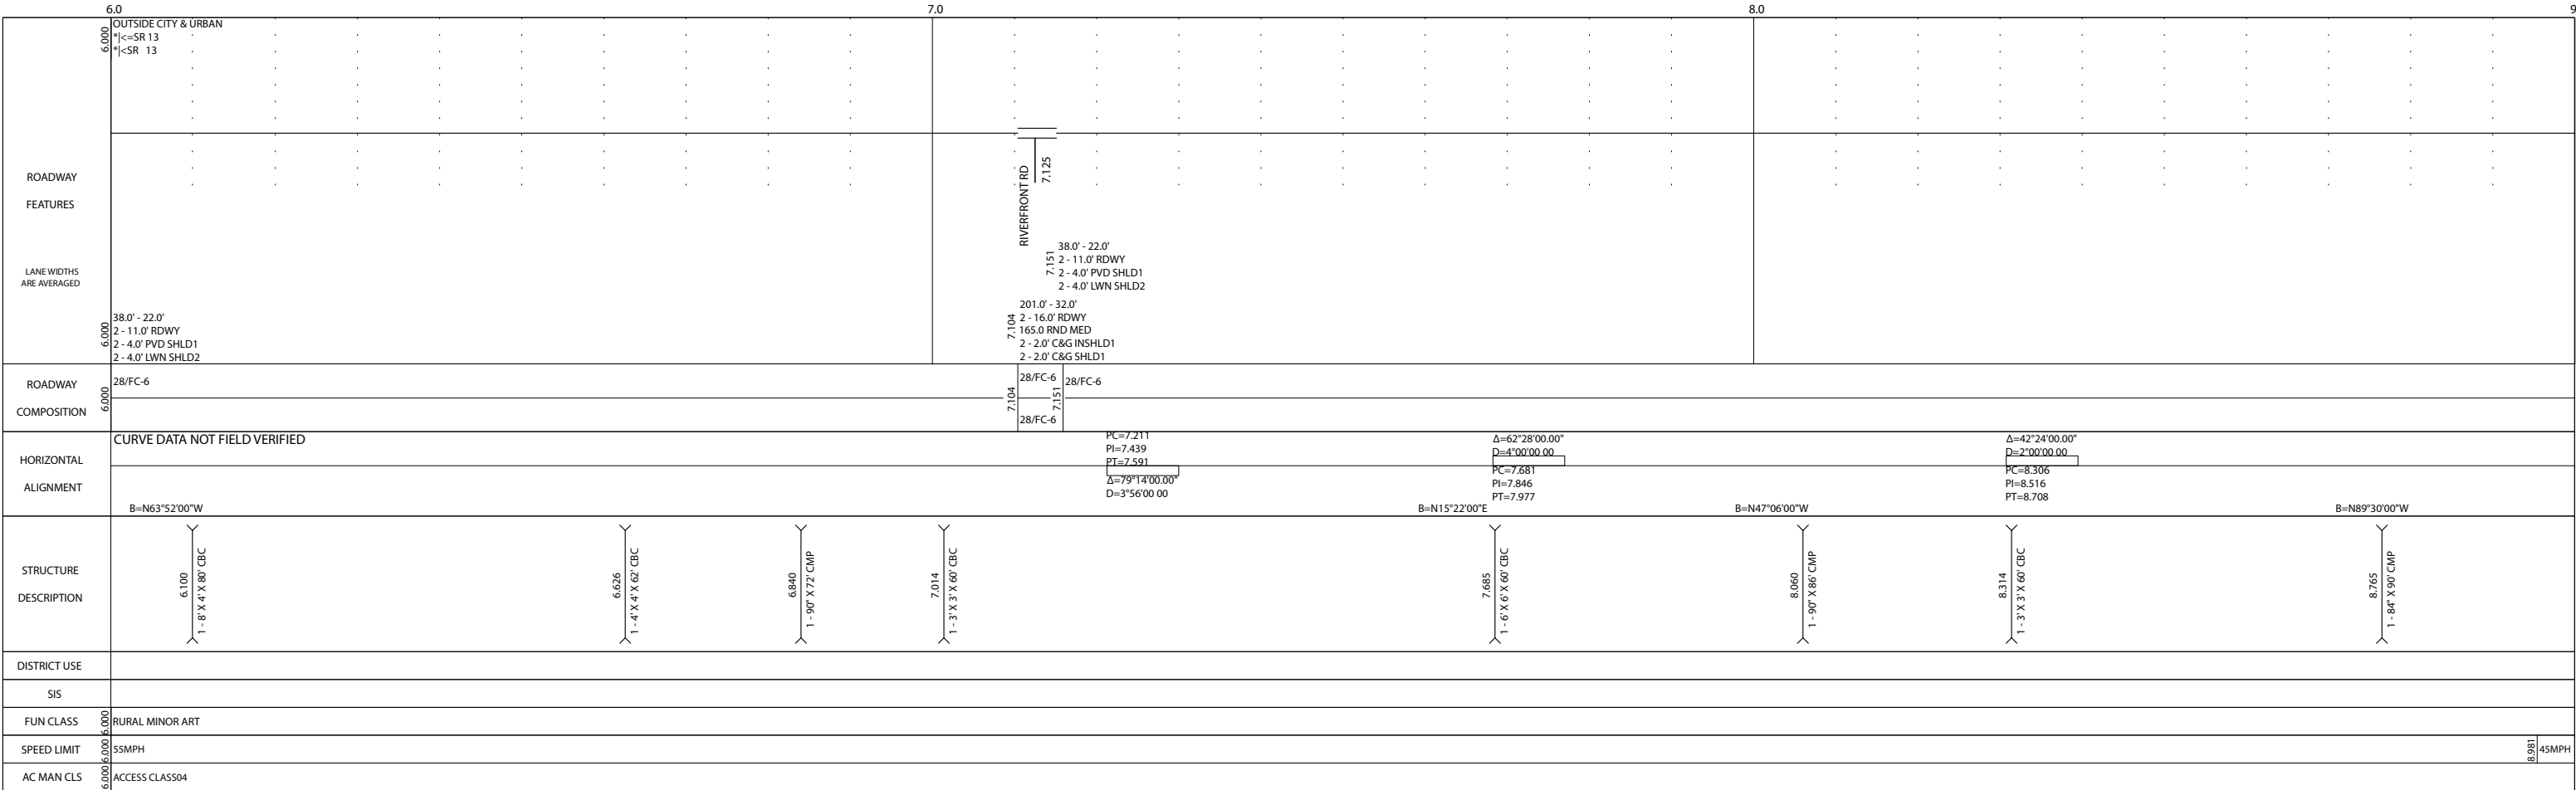 6.0
7.0
8.0
9
6.000
OUTSIDE CITY & URBAN
*|<=SR 13
*|<SR 13
ROADWAY
FEATURES
LANE WIDTHS
ARE AVERAGED
RIVERFRONT RD
7.125
7.151
38.0' - 22.0'
2 - 11.0' RDWY
2 - 4.0' PVD SHLD1
2 - 4.0' LWN SHLD2
6.000
38.0' - 22.0'
2 - 11.0' RDWY
2 - 4.0' PVD SHLD1
2 - 4.0' LWN SHLD2
7.104
201.0' - 32.0'
2 - 16.0' RDWY
165.0 RND MED
2 - 2.0' C&G INSHLD1
2 - 2.0' C&G SHLD1
ROADWAY
COMPOSITION
6.000
28/FC-6
7.104
28/FC-6
28/FC-6
7.151
28/FC-6
HORIZONTAL
ALIGNMENT
CURVE DATA NOT FIELD VERIFIED
PC=7.211
PI=7.439
PT=7.591
Δ=79°14'00.00"
D=3°56'00 00
Δ=62°28'00.00"
D=4°00'00 00
PC=7.681
PI=7.846
PT=7.977
Δ=42°24'00.00"
D=2°00'00 00
PC=8.306
PI=8.516
PT=8.708
B=N63°52'00"W
B=N15°22'00"E
B=N47°06'00"W
B=N89°30'00"W
STRUCTURE
DESCRIPTION
6.100
1 - 8' X 4' X 80' CBC
6.626
1 - 4' X 4' X 62' CBC
6.840
1 - 90" X 72' CMP
7.014
1 - 3' X 3' X 60' CBC
7.685
1 - 6' X 6' X 60' CBC
8.060
1 - 90" X 86' CMP
8.314
1 - 3' X 3' X 60' CBC
8.765
1 - 84" X 90' CMP
DISTRICT USE
SIS
FUN CLASS
6.000
RURAL MINOR ART
SPEED LIMIT
6.000
55MPH
8.981
45MPH
AC MAN CLS
6.000
ACCESS CLASS04